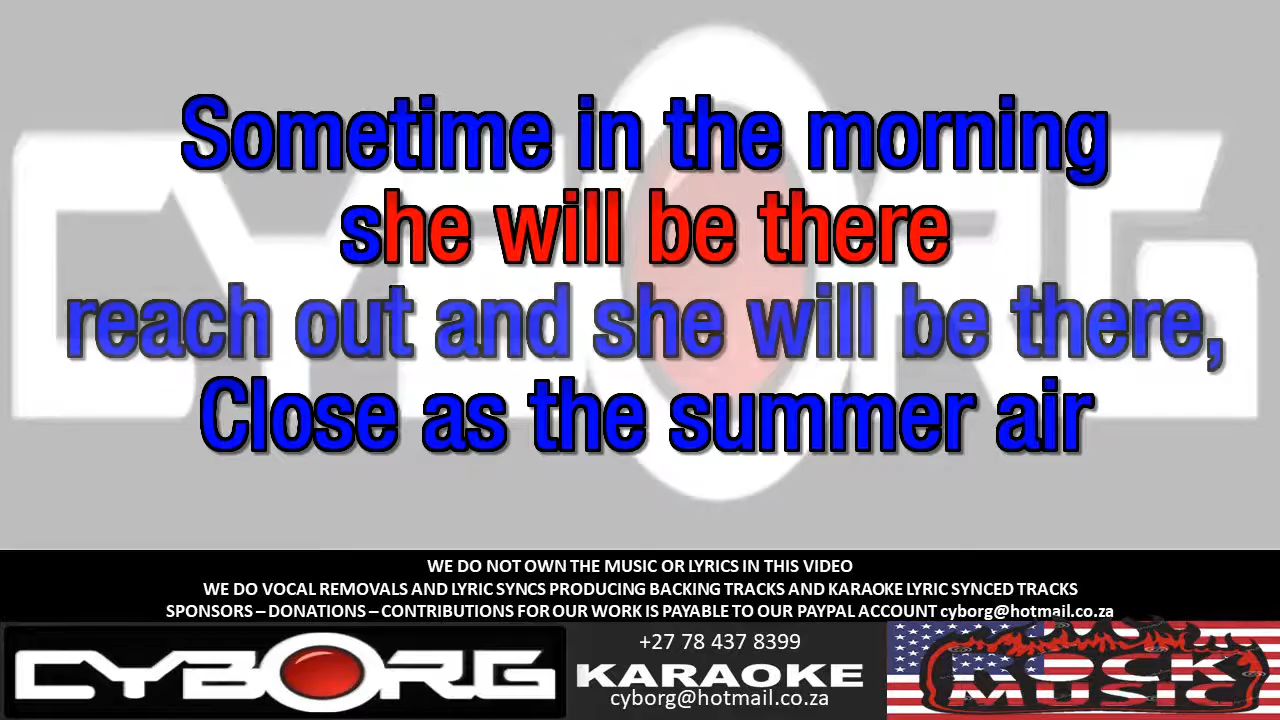 Sometime in the morning
she will be there
reach out and she will be there,
Close as the summer air
CYBORG
WE DO NOT OWN THE MUSIC OR LYRICS IN THIS VIDEO
WE DO VOCAL REMOVALS AND LYRIC SYNCS PRODUCING BACKING TRACKS AND KARAOKE LYRIC SYNCED TRACKS
SPONSORS – DONATIONS – CONTRIBUTIONS FOR OUR WORK IS PAYABLE TO OUR PAYPAL ACCOUNT cyborg@hotmail.co.za
CYBORG
+27 78 437 8399
KARAOKE
cyborg@hotmail.co.za
ROCK
MUSIC